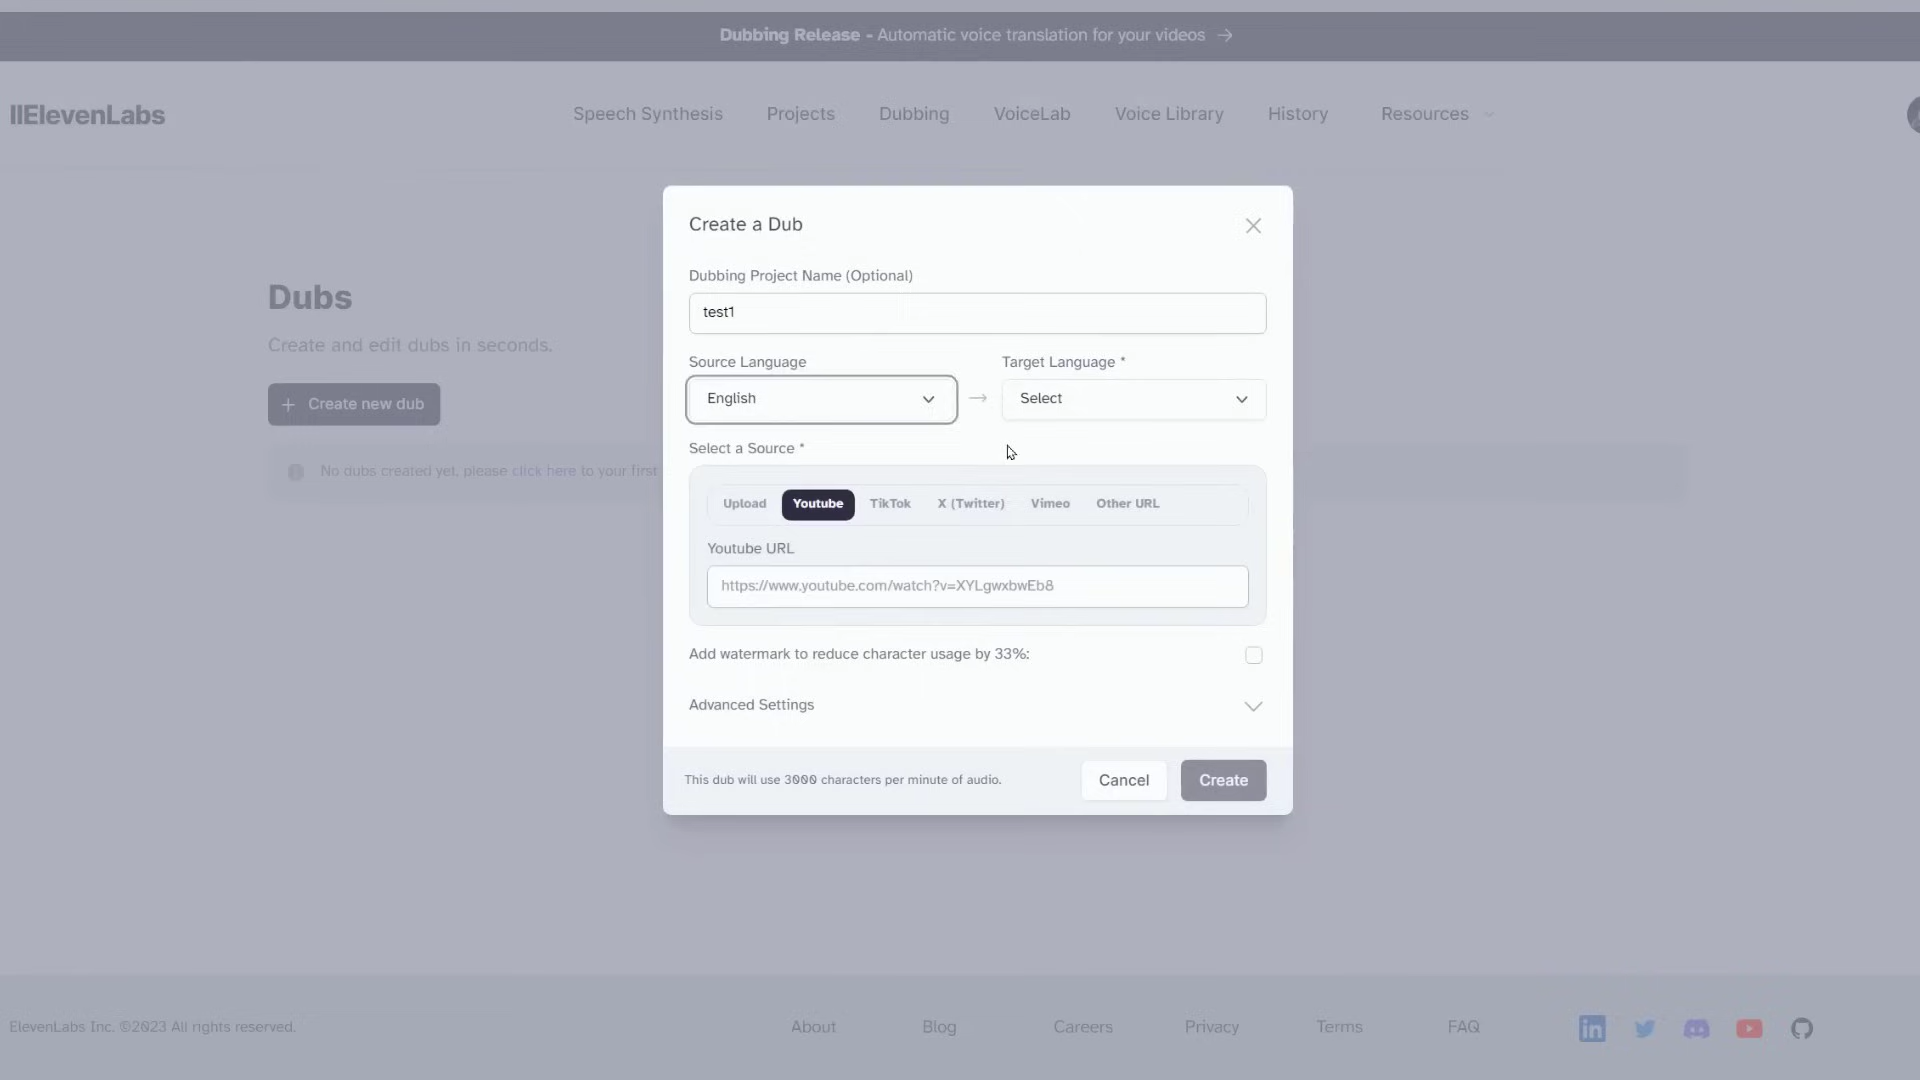 Dubbing Release - Automatic voice translation for your videos →
IIElevenLabs
Speech Synthesis Projects Dubbing VoiceLab Voice Library History Resources
Create a Dub
Dubbing Project Name (Optional)
test1
Source Language Target Language *
English → Select
Select a Source *
Upload Youtube TikTok X (Twitter) Vimeo Other URL
Youtube URL
https://www.youtube.com/watch?v=XYLgwxbwEb8
Add watermark to reduce character usage by 33%:
Advanced Settings
This dub will use 3000 characters per minute of audio.
Cancel Create
Dubs
Create and edit dubs in seconds.
+ Create new dub
No dubs created yet, please click here to your first
ElevenLabs Inc. ©2023 All rights reserved.
About Blog Careers Privacy Terms FAQ
in